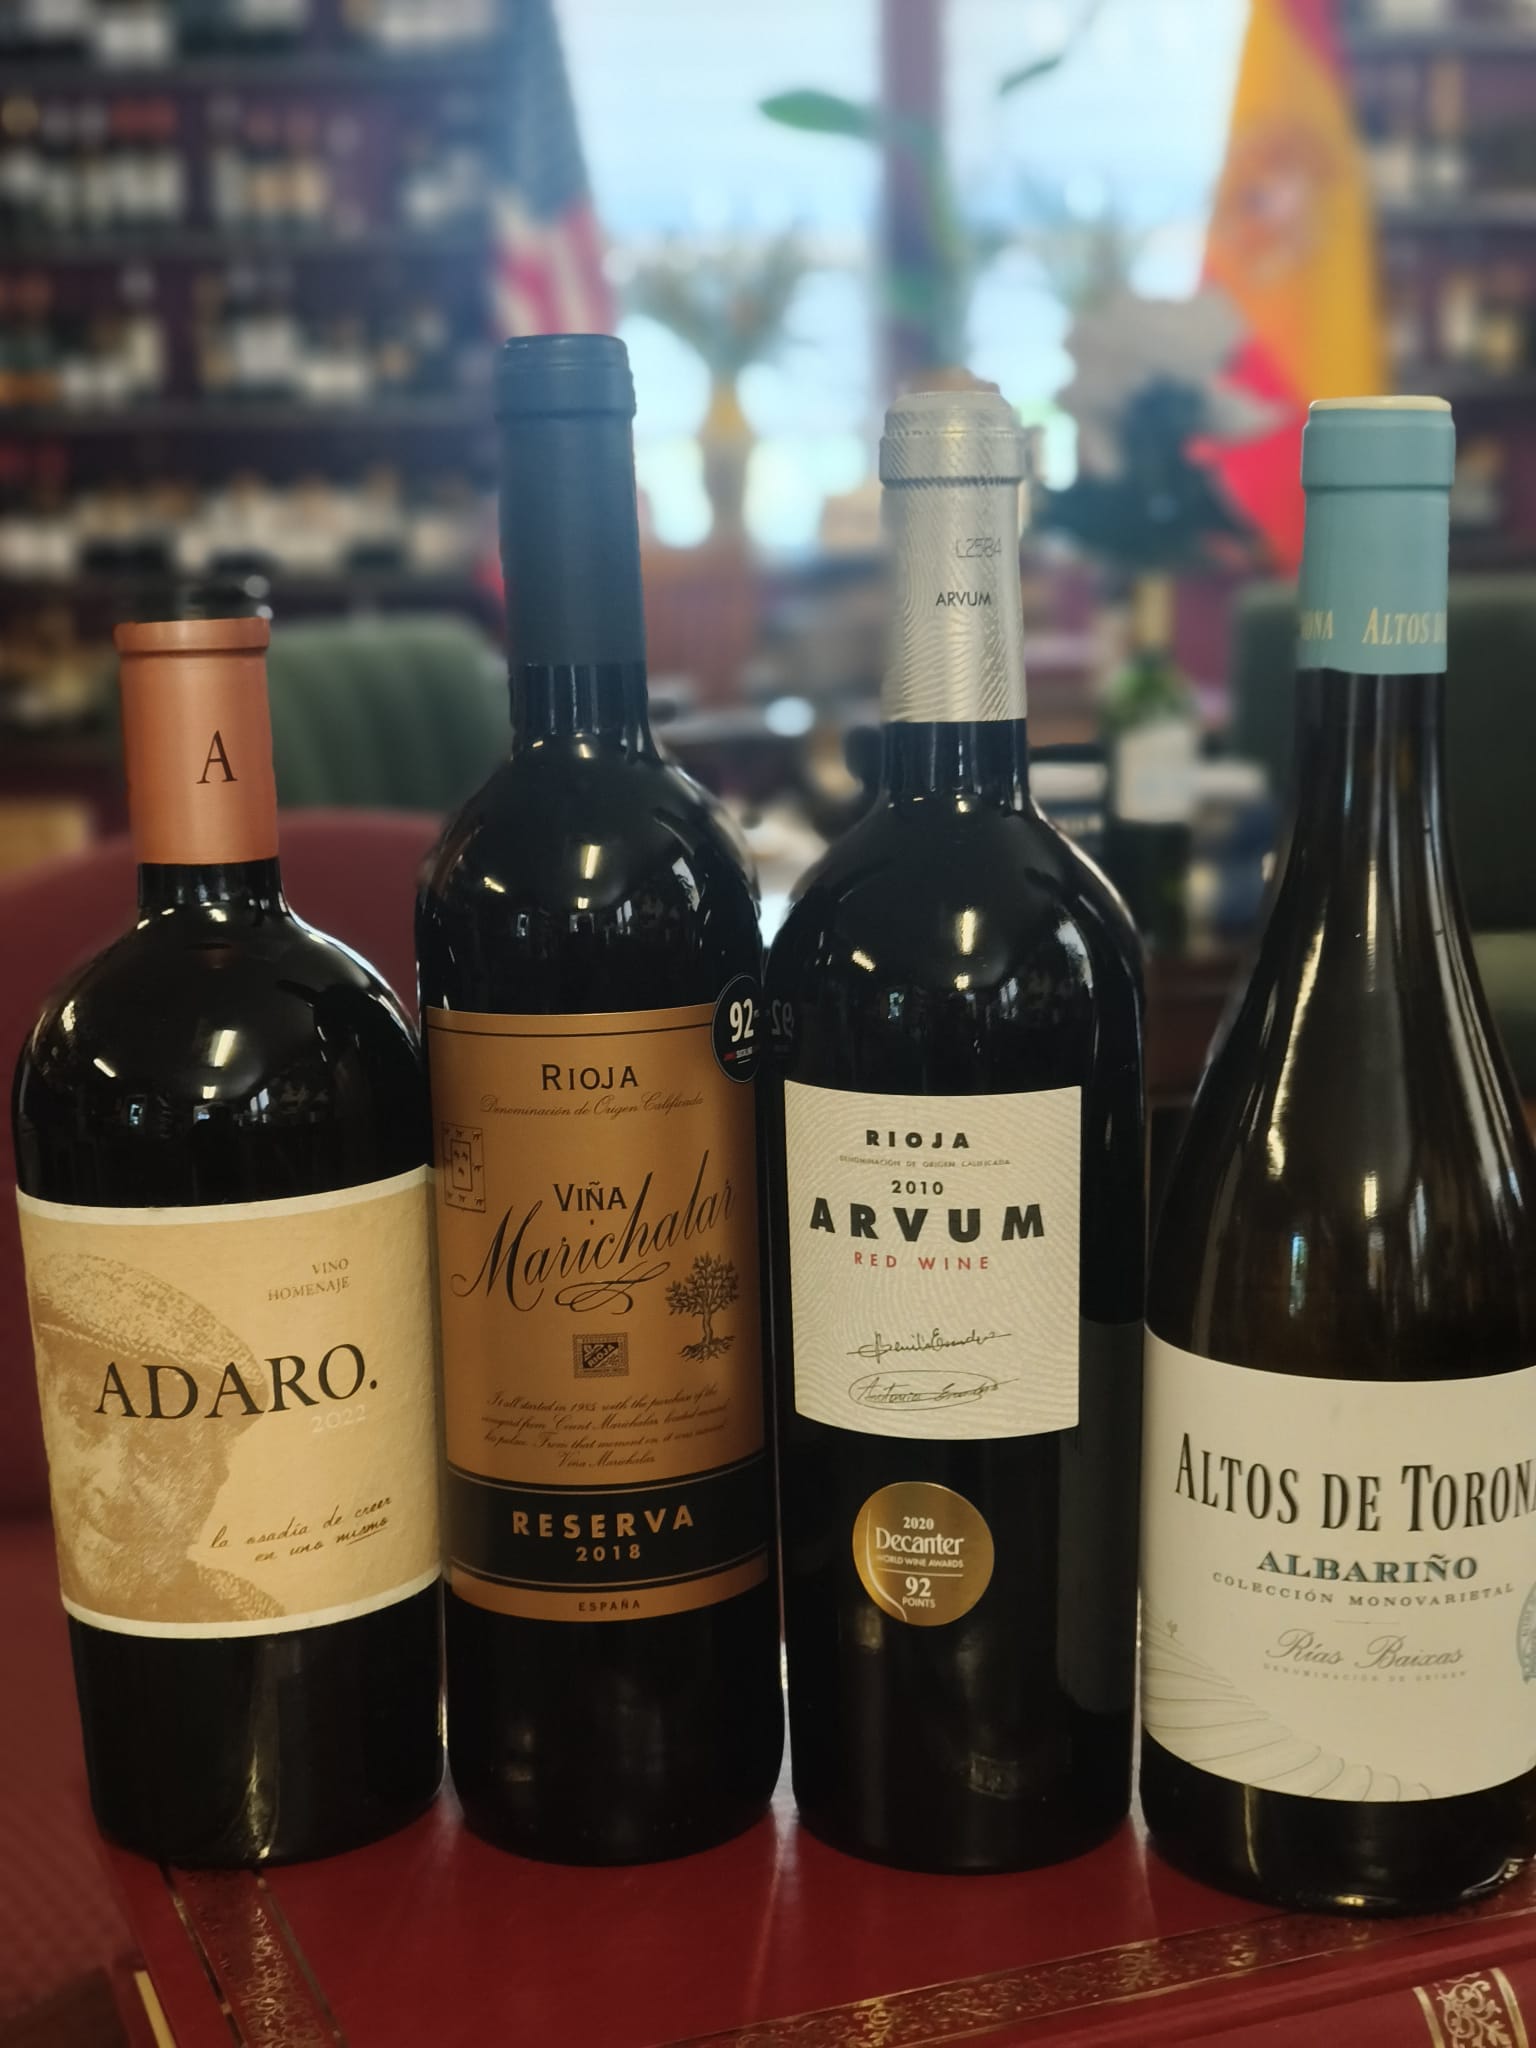 A
VINO
HOMENAJE
ADARO.
2022
la osadía de creer
en uno mismo
92
RIOJA
Denominación de Origen Calificada
VIÑA
Marichalar
RIOJA
It all started in 1985 with the purchase of the
vineyard from Count Marichalar, located around
his palace. From that moment on, it was named
Viña Marichalar
RESERVA
2018
ESPAÑA
L2584
ARVUM
RIOJA
DENOMINACIÓN DE ORIGEN CALIFICADA
2010
ARVUM
RED WINE
2020
Decanter
WORLD WINE AWARDS
92
POINTS
ALTOS
ALTOS DE TORONA
ALBARIÑO
COLECCIÓN MONOVARIETAL
Rías Baixas
DENOMINACIÓN DE ORIGEN